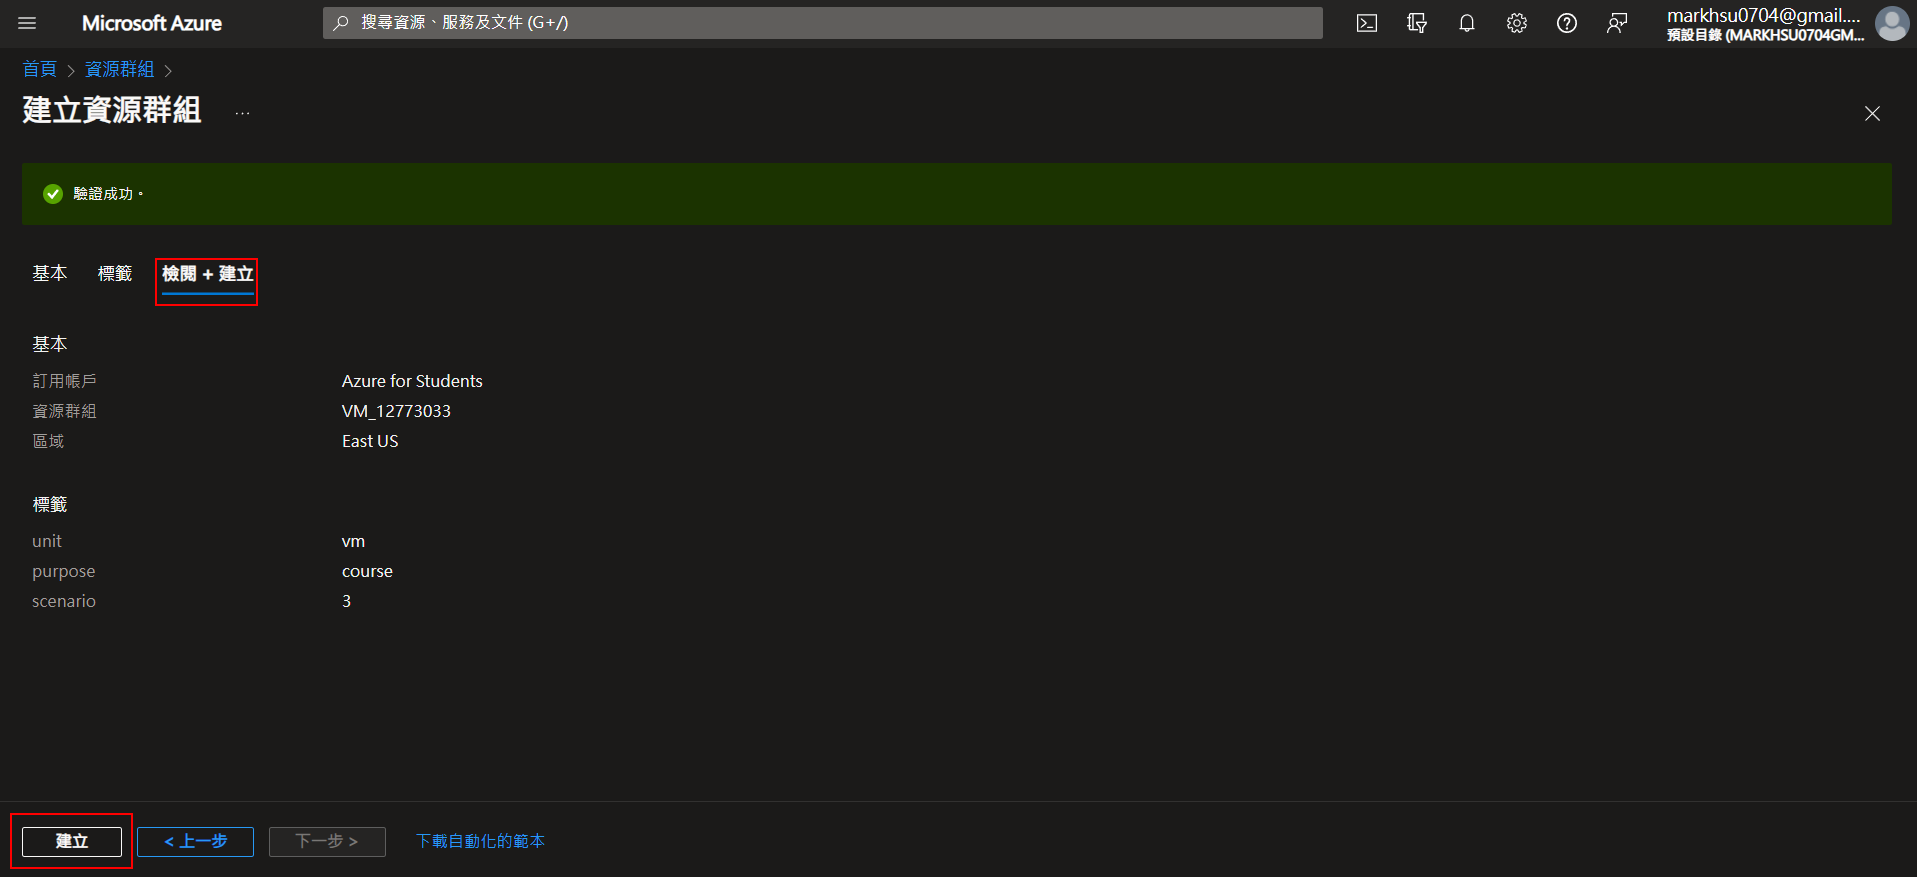 Microsoft Azure
搜尋資源、服務及文件 (G+/)
markhsu0704@gmail....
預設目錄 (MARKHSU0704GM...
首頁 > 資源群組 >
建立資源群組 ...
驗證成功。
基本 標籤 檢閱 + 建立
基本
訂用帳戶 Azure for Students
資源群組 VM_12773033
區域 East US
標籤
unit vm
purpose course
scenario 3
建立 < 上一步 下一步 > 下載自動化的範本